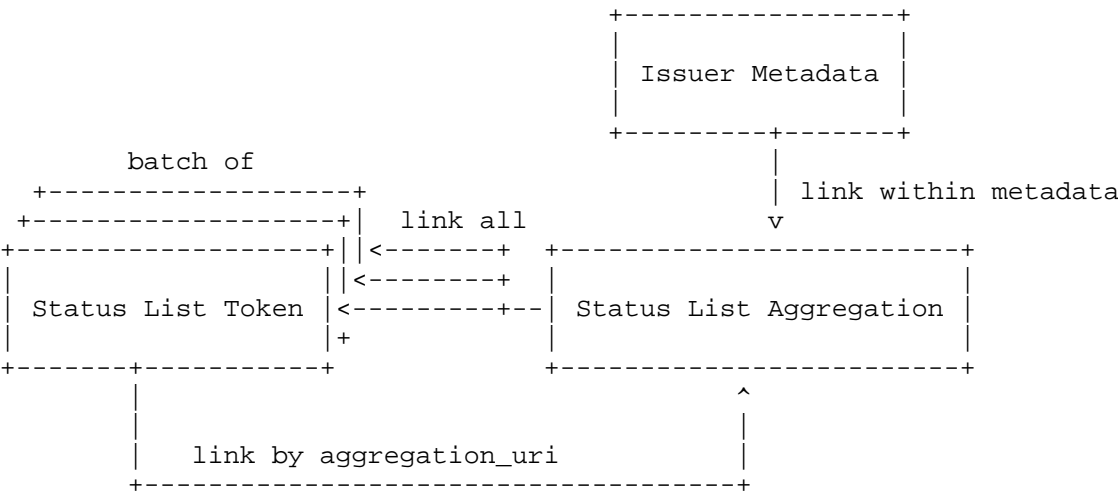 Issuer Metadata
batch of
link within metadata
link all
Status List Token
Status List Aggregation
link by aggregation_uri